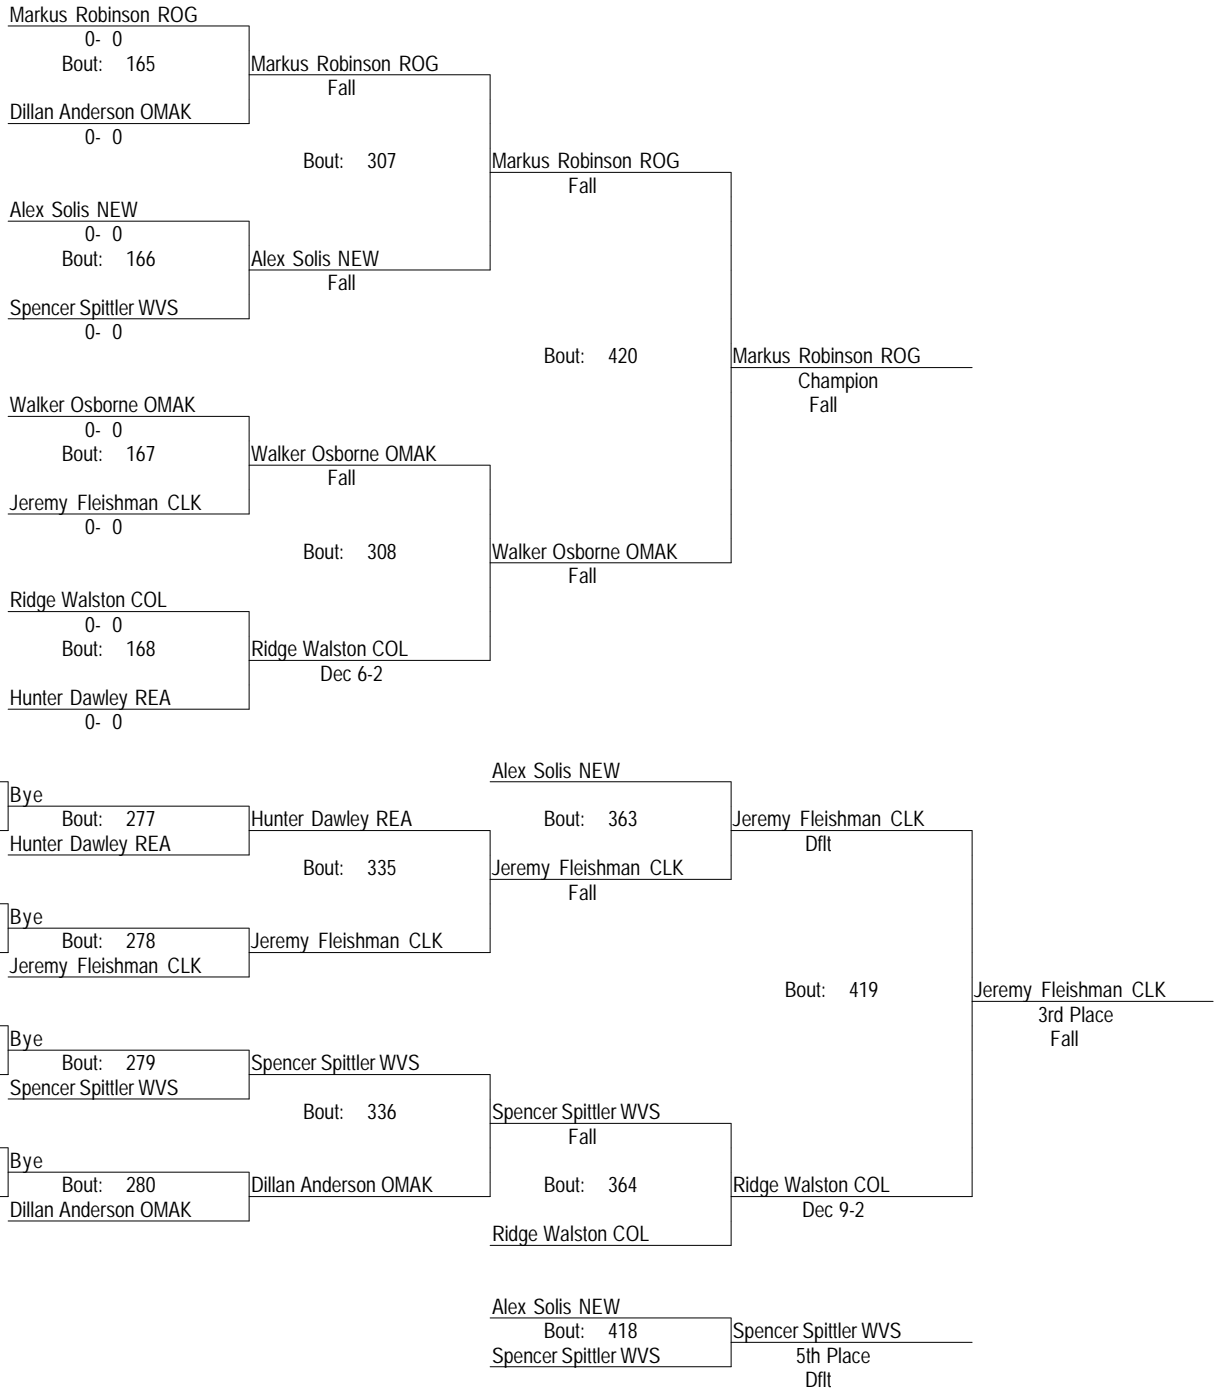 Markus Robinson ROG
0- 0
Bout: 165
Markus Robinson ROG
Fall
Dillan Anderson OMAK
0- 0
Bout: 307
Markus Robinson ROG
Fall
Alex Solis NEW
0- 0
Bout: 166
Alex Solis NEW
Fall
Spencer Spittler WVS
0- 0
Bout: 420
Markus Robinson ROG
Champion
Fall
Walker Osborne OMAK
0- 0
Bout: 167
Walker Osborne OMAK
Fall
Jeremy Fleishman CLK
0- 0
Bout: 308
Walker Osborne OMAK
Fall
Ridge Walston COL
0- 0
Bout: 168
Ridge Walston COL
Dec 6-2
Hunter Dawley REA
0- 0
Alex Solis NEW
Bye
Bout: 277
Hunter Dawley REA
Hunter Dawley REA
Bout: 363
Jeremy Fleishman CLK
Dflt
Bout: 335
Jeremy Fleishman CLK
Fall
Bye
Bout: 278
Jeremy Fleishman CLK
Jeremy Fleishman CLK
Bout: 419
Jeremy Fleishman CLK
3rd Place
Fall
Bye
Bout: 279
Spencer Spittler WVS
Spencer Spittler WVS
Bout: 336
Spencer Spittler WVS
Fall
Bye
Bout: 280
Dillan Anderson OMAK
Dillan Anderson OMAK
Bout: 364
Ridge Walston COL
Dec 9-2
Ridge Walston COL
Alex Solis NEW
Bout: 418
Spencer Spittler WVS
Spencer Spittler WVS
5th Place
Dflt